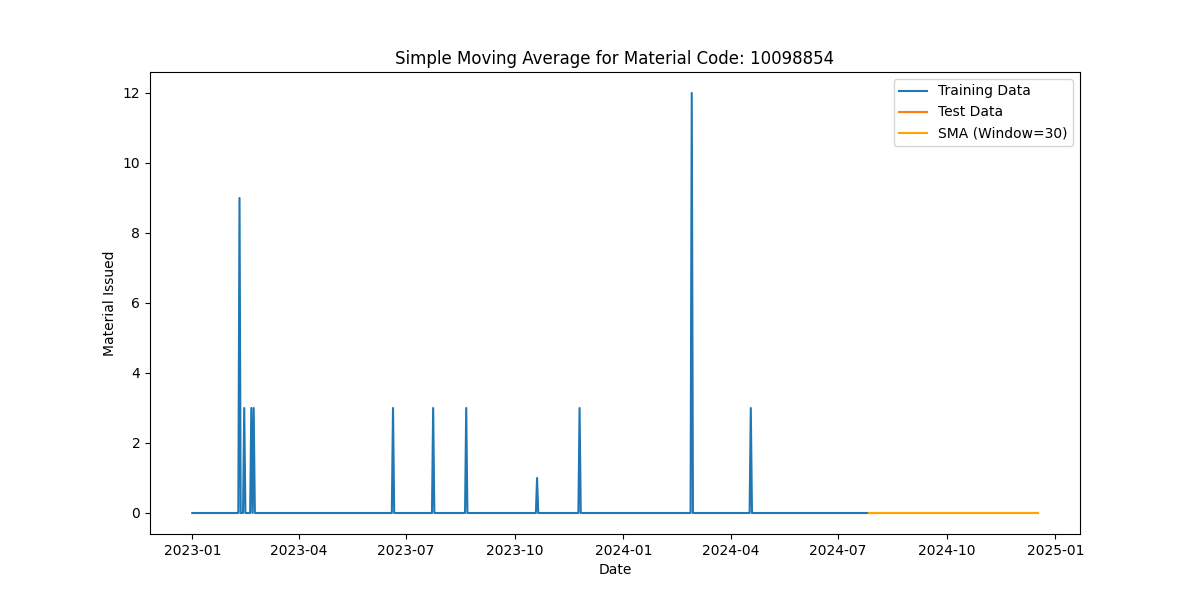 Simple Moving Average for Material Code: 10098854
Training Data
Test Data
SMA (Window=30)
Material Issued
12
10
8
6
4
2
0
2023-01 2023-04 2023-07 2023-10 2024-01 2024-04 2024-07 2024-10 2025-01
Date